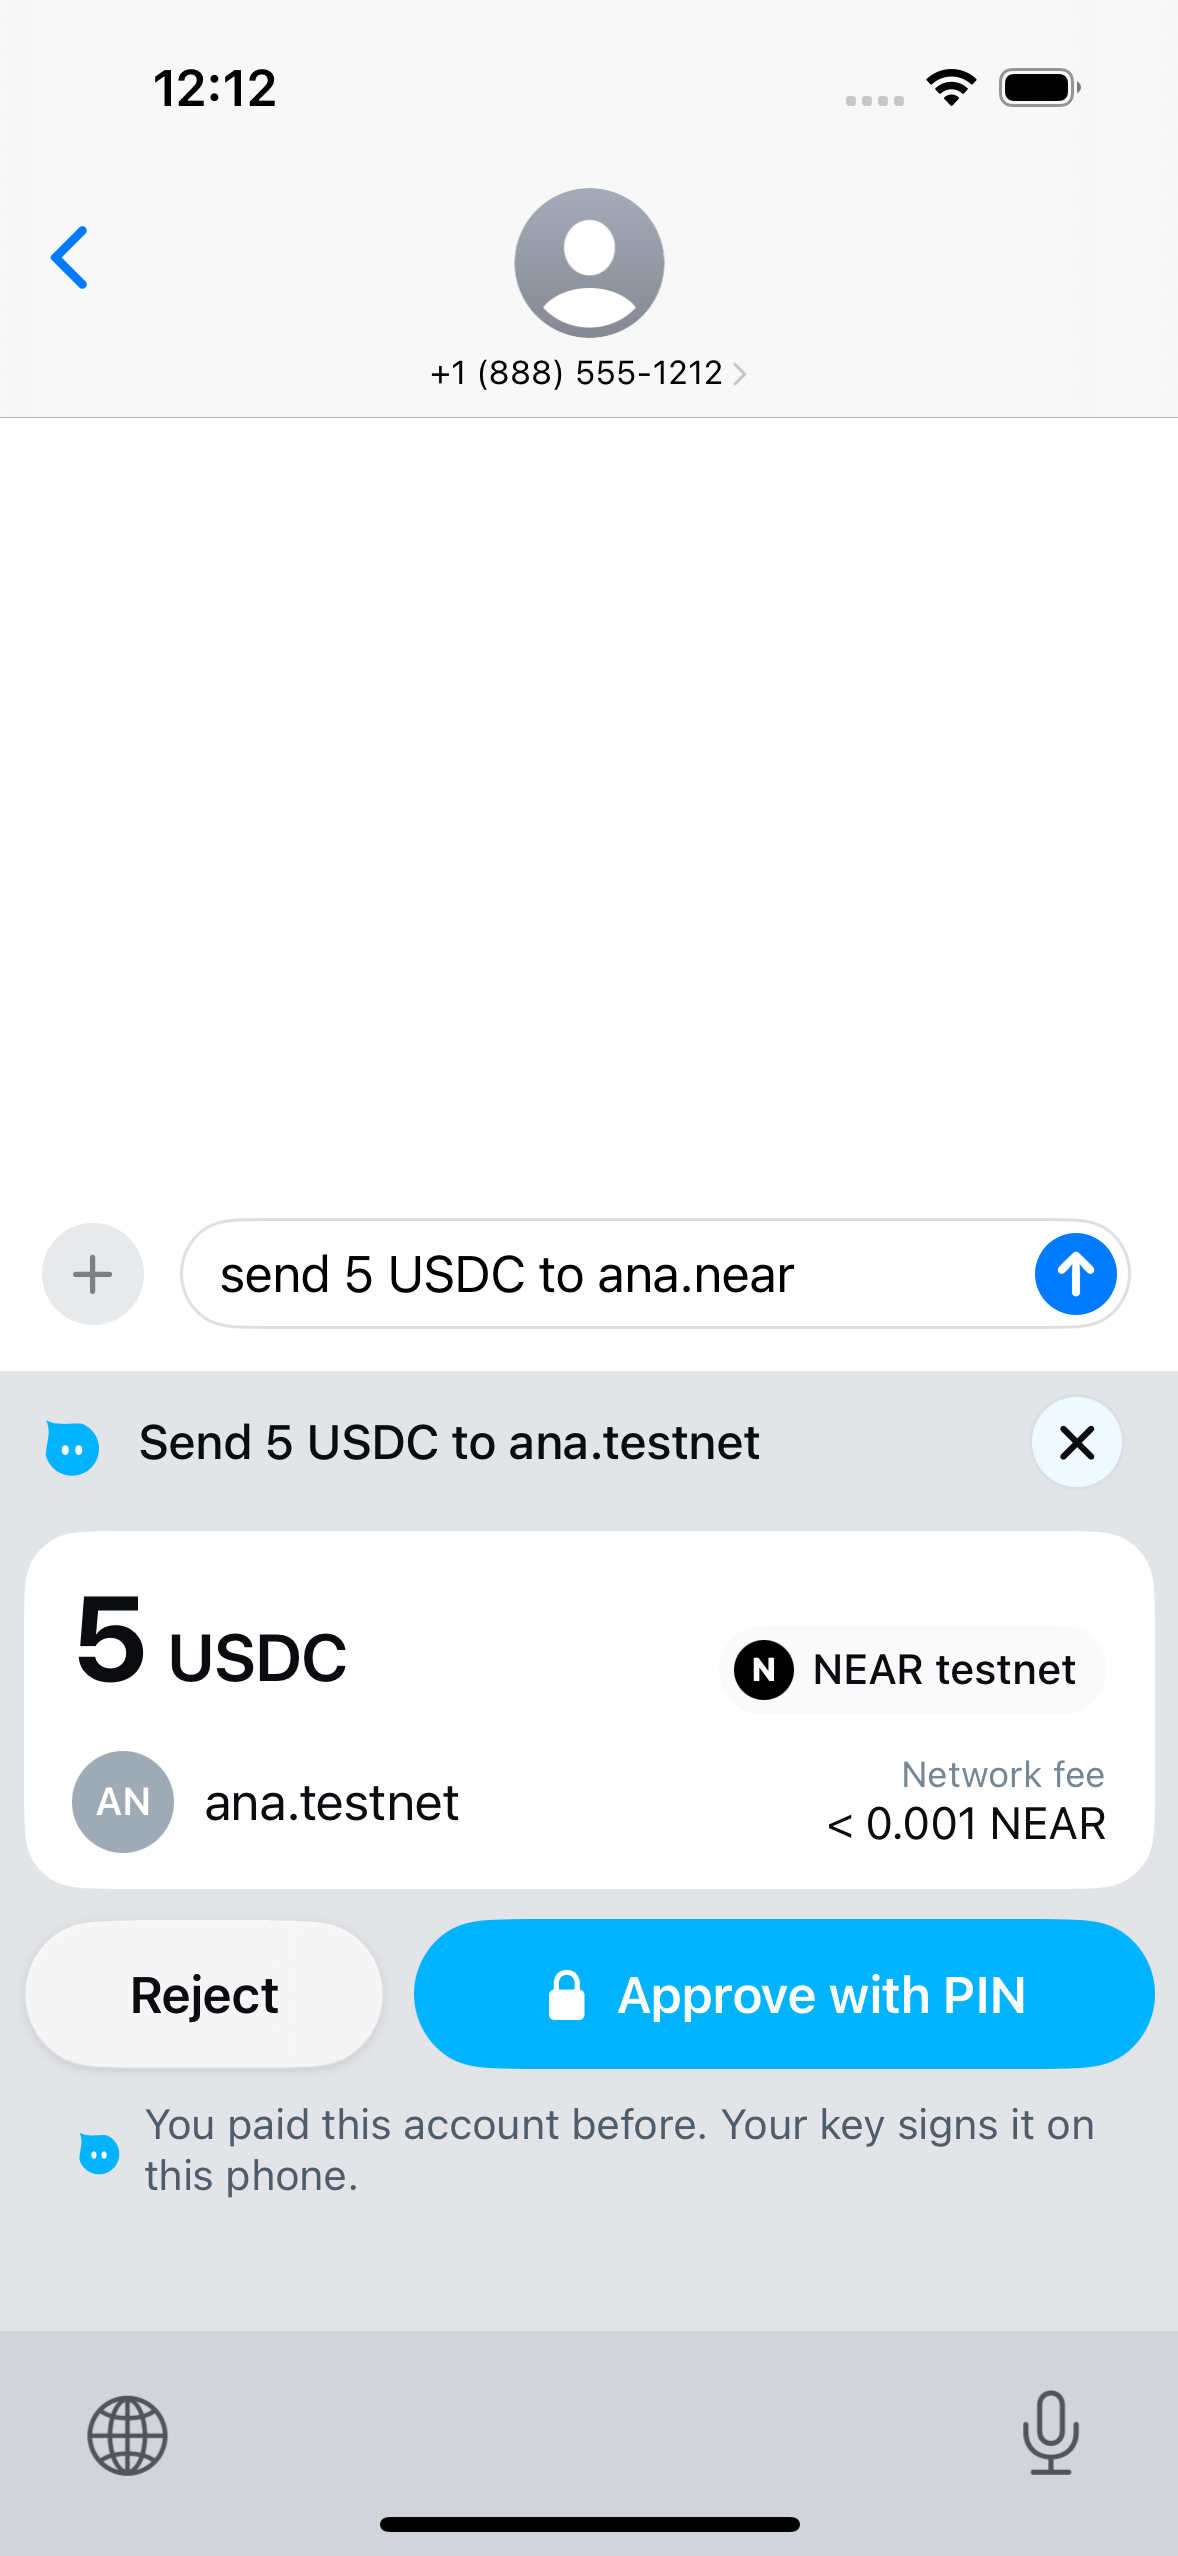 12:12
+1 (888) 555-1212
send 5 USDC to ana.near
Send 5 USDC to ana.testnet
5 USDC
N NEAR testnet
AN ana.testnet
Network fee
< 0.001 NEAR
Reject
Approve with PIN
You paid this account before. Your key signs it on
this phone.